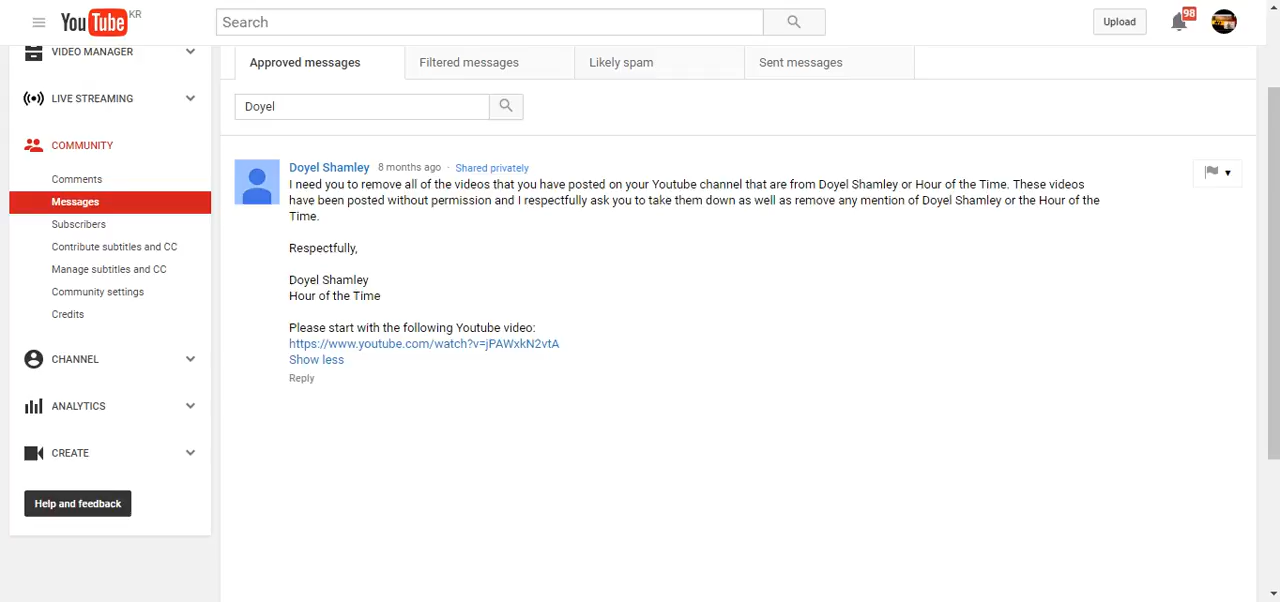 YouTube KR
Search
Upload
98
VIDEO MANAGER
LIVE STREAMING
COMMUNITY
Comments
Messages
Subscribers
Contribute subtitles and CC
Manage subtitles and CC
Community settings
Credits
CHANNEL
ANALYTICS
CREATE
Help and feedback
Approved messages
Filtered messages
Likely spam
Sent messages
Doyel
Doyel Shamley 8 months ago · Shared privately
I need you to remove all of the videos that you have posted on your Youtube channel that are from Doyel Shamley or Hour of the Time. These videos
have been posted without permission and I respectfully ask you to take them down as well as remove any mention of Doyel Shamley or the Hour of the
Time.
Respectfully,
Doyel Shamley
Hour of the Time
Please start with the following Youtube video:
https://www.youtube.com/watch?v=jPAWxkN2vtA
Show less
Reply